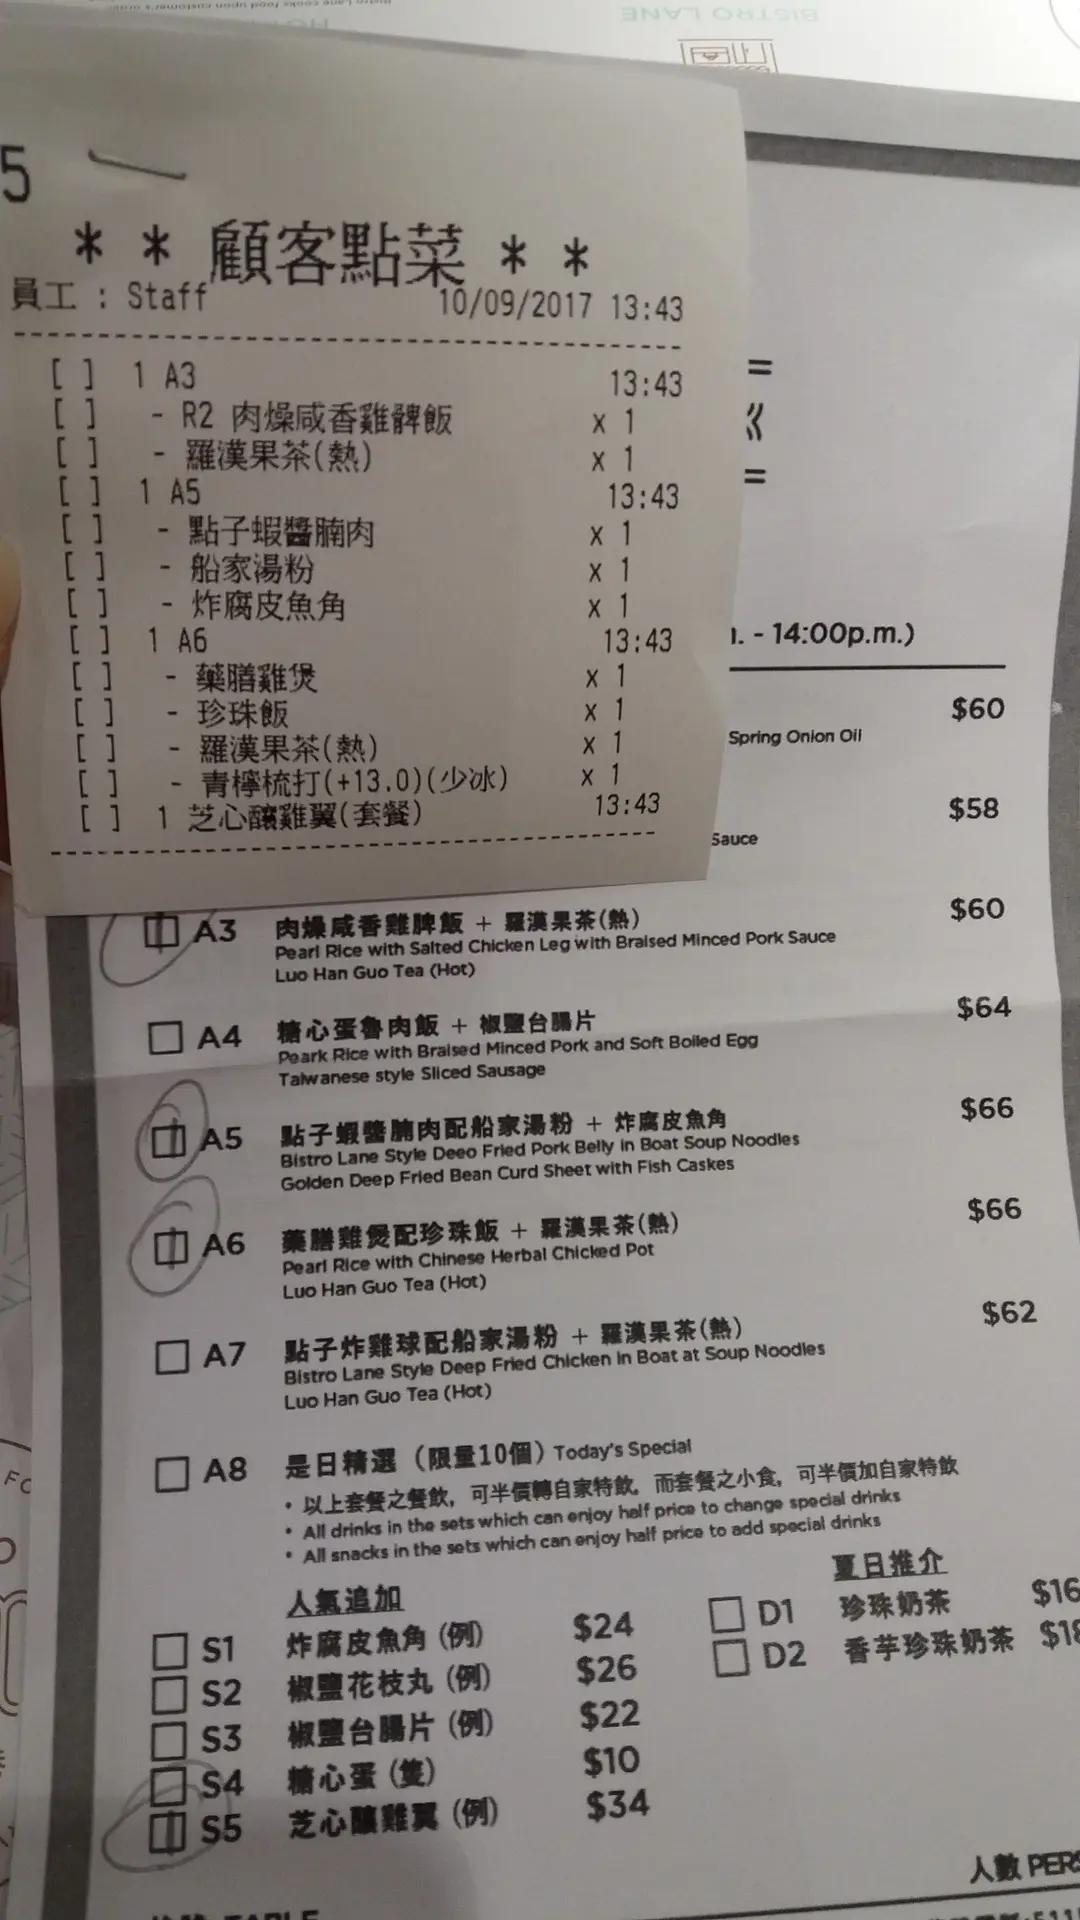 BISTRO LANE
5
* * 顧客點菜 * *
員工 : Staff 10/09/2017 13:43
[ ] 1 A3 13:43
[ ] - R2 肉燥咸香雞髀飯 x 1
[ ] - 羅漢果茶(熱) x 1
[ ] 1 A5 13:43
[ ] - 點子蝦醬腩肉 x 1
[ ] - 船家湯粉 x 1
[ ] - 炸腐皮魚角 x 1
[ ] 1 A6 13:43
[ ] - 藥膳雞煲 x 1
[ ] - 珍珠飯 x 1
[ ] - 羅漢果茶(熱) x 1
[ ] - 青檸梳打(+13.0)(少冰) x 1
[ ] 1 芝心釀雞翼(套餐) 13:43
- 14:00p.m.)
$60
Spring Onion Oil
$58
Sauce
A3 肉燥咸香雞脾飯 + 羅漢果茶(熱) $60
Pearl Rice with Salted Chicken Leg with Braised Minced Pork Sauce
Luo Han Guo Tea (Hot)
A4 糖心蛋魯肉飯 + 椒鹽台腸片 $64
Peark Rice with Braised Minced Pork and Soft Boiled Egg
Taiwanese style Sliced Sausage
A5 點子蝦醬腩肉配船家湯粉 + 炸腐皮魚角 $66
Bistro Lane Style Deeo Fried Pork Belly in Boat Soup Noodles
Golden Deep Fried Bean Curd Sheet with Fish Caskes
A6 藥膳雞煲配珍珠飯 + 羅漢果茶(熱) $66
Pearl Rice with Chinese Herbal Chicked Pot
Luo Han Guo Tea (Hot)
A7 點子炸雞球配船家湯粉 + 羅漢果茶(熱) $62
Bistro Lane Style Deep Fried Chicken in Boat at Soup Noodles
Luo Han Guo Tea (Hot)
A8 是日精選 (限量10個) Today's Special
• 以上套餐之餐飲, 可半價轉自家特飲, 而套餐之小食, 可半價加自家特飲
• All drinks in the sets which can enjoy half price to change special drinks
• All snacks in the sets which can enjoy half price to add special drinks
人氣追加 夏日推介
S1 炸腐皮魚角 (例) $24 D1 珍珠奶茶 $16
S2 椒鹽花枝丸 (例) $26 D2 香芋珍珠奶茶 $18
S3 椒鹽台腸片 (例) $22
S4 糖心蛋 (隻) $10
S5 芝心釀雞翼 (例) $34
人數 PERS
TABLE